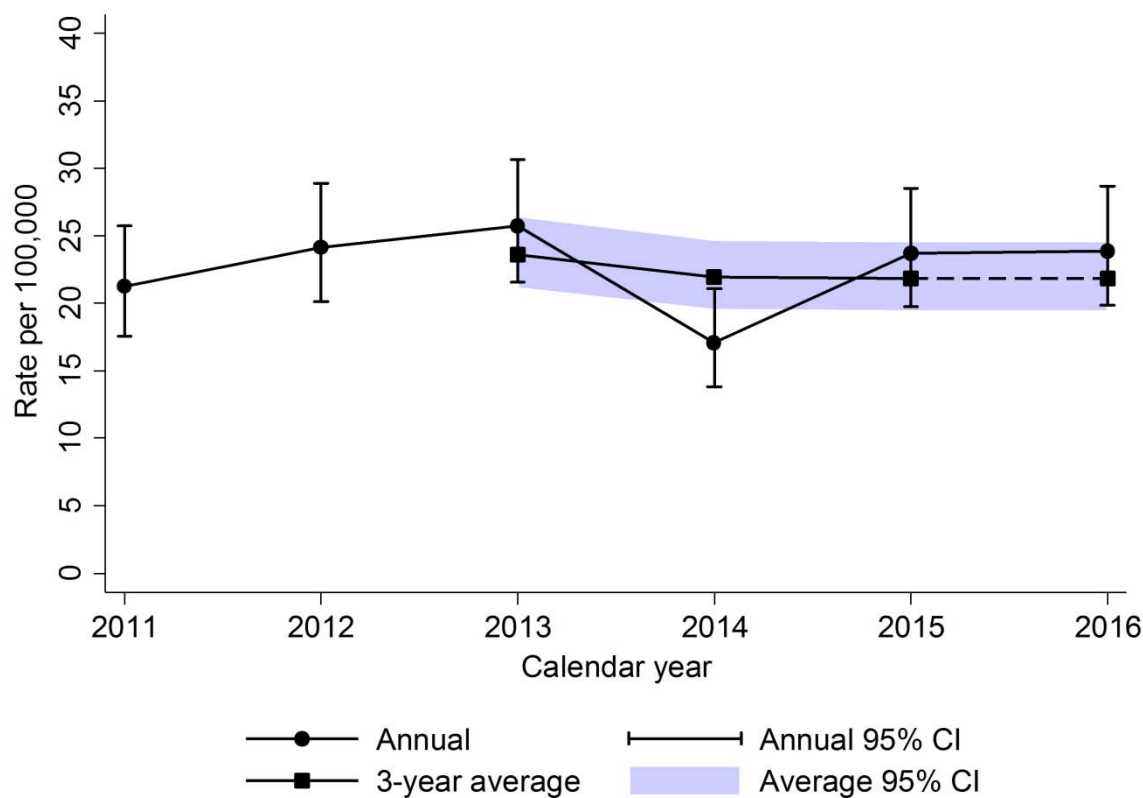 40
35
30
25
20
15
10
5
0
Rate per 100,000
2011 2012 2013 2014 2015 2016
Calendar year
Annual Annual 95% CI
3-year average Average 95% CI